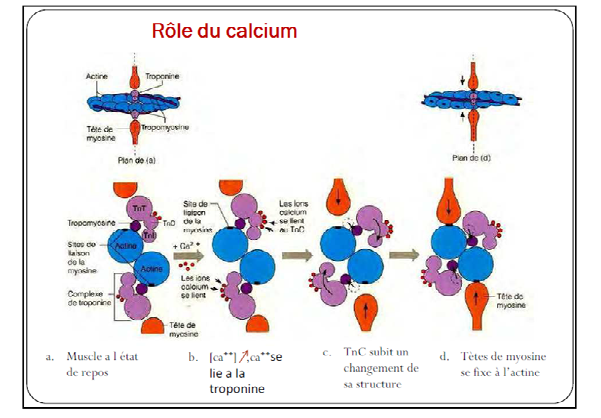 Rôle du calcium
Actine
Troponine
Tête de
myosine
Tropomyosine
Plan de (a)
Plan de (d)
TnT
Tropomyosine
TnC
TnI
Sites de
liaison
de la
myosine
Actine
Actine
Complexe
de troponine
Tête de
myosine
+ Ca2+
Site de
liaison
de la
myosine
Les ions
calcium
se lient
au TnC
Les ions
calcium
se lient
Tête de
myosine
a. Muscle a l état
de repos
b. [ca++]↗,ca++se
lie a la
troponine
c. TnC subit un
changement de
sa structure
d. Têtes de myosine
se fixe à l'actine